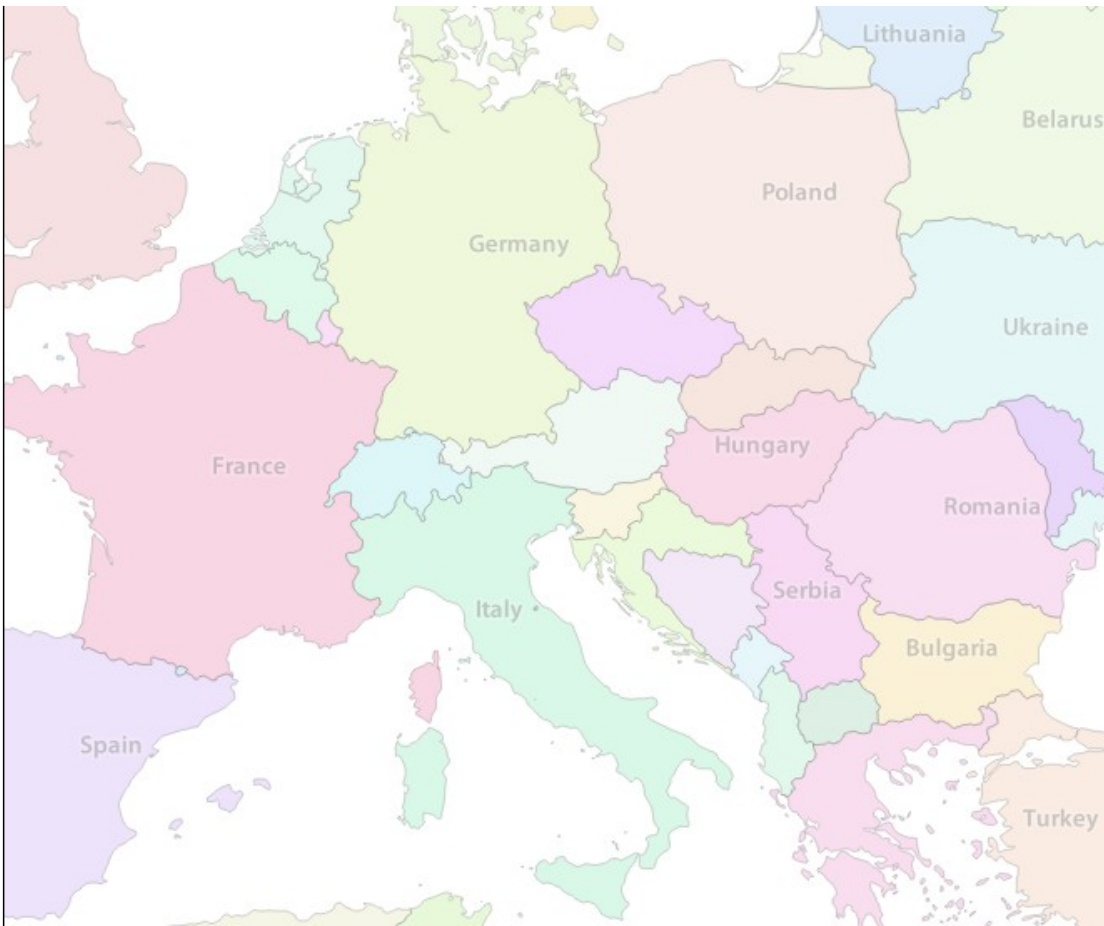 Lithuania
Belarus
Poland
Germany
Ukraine
Hungary
France
Romania
Serbia
Italy
Bulgaria
Spain
Turkey